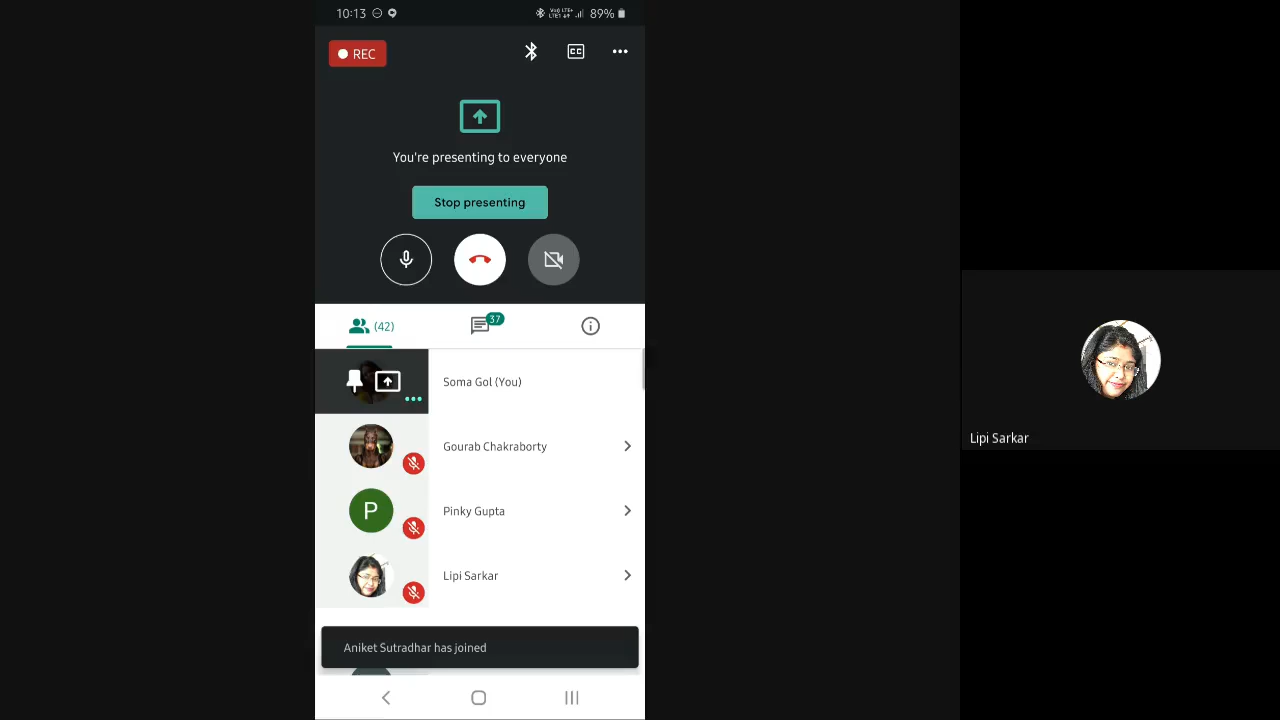 10:13
89%
REC
CC
You're presenting to everyone
Stop presenting
(42)
37
Soma Gol (You)
Gourab Chakraborty
P
Pinky Gupta
Lipi Sarkar
Aniket Sutradhar has joined
Lipi Sarkar